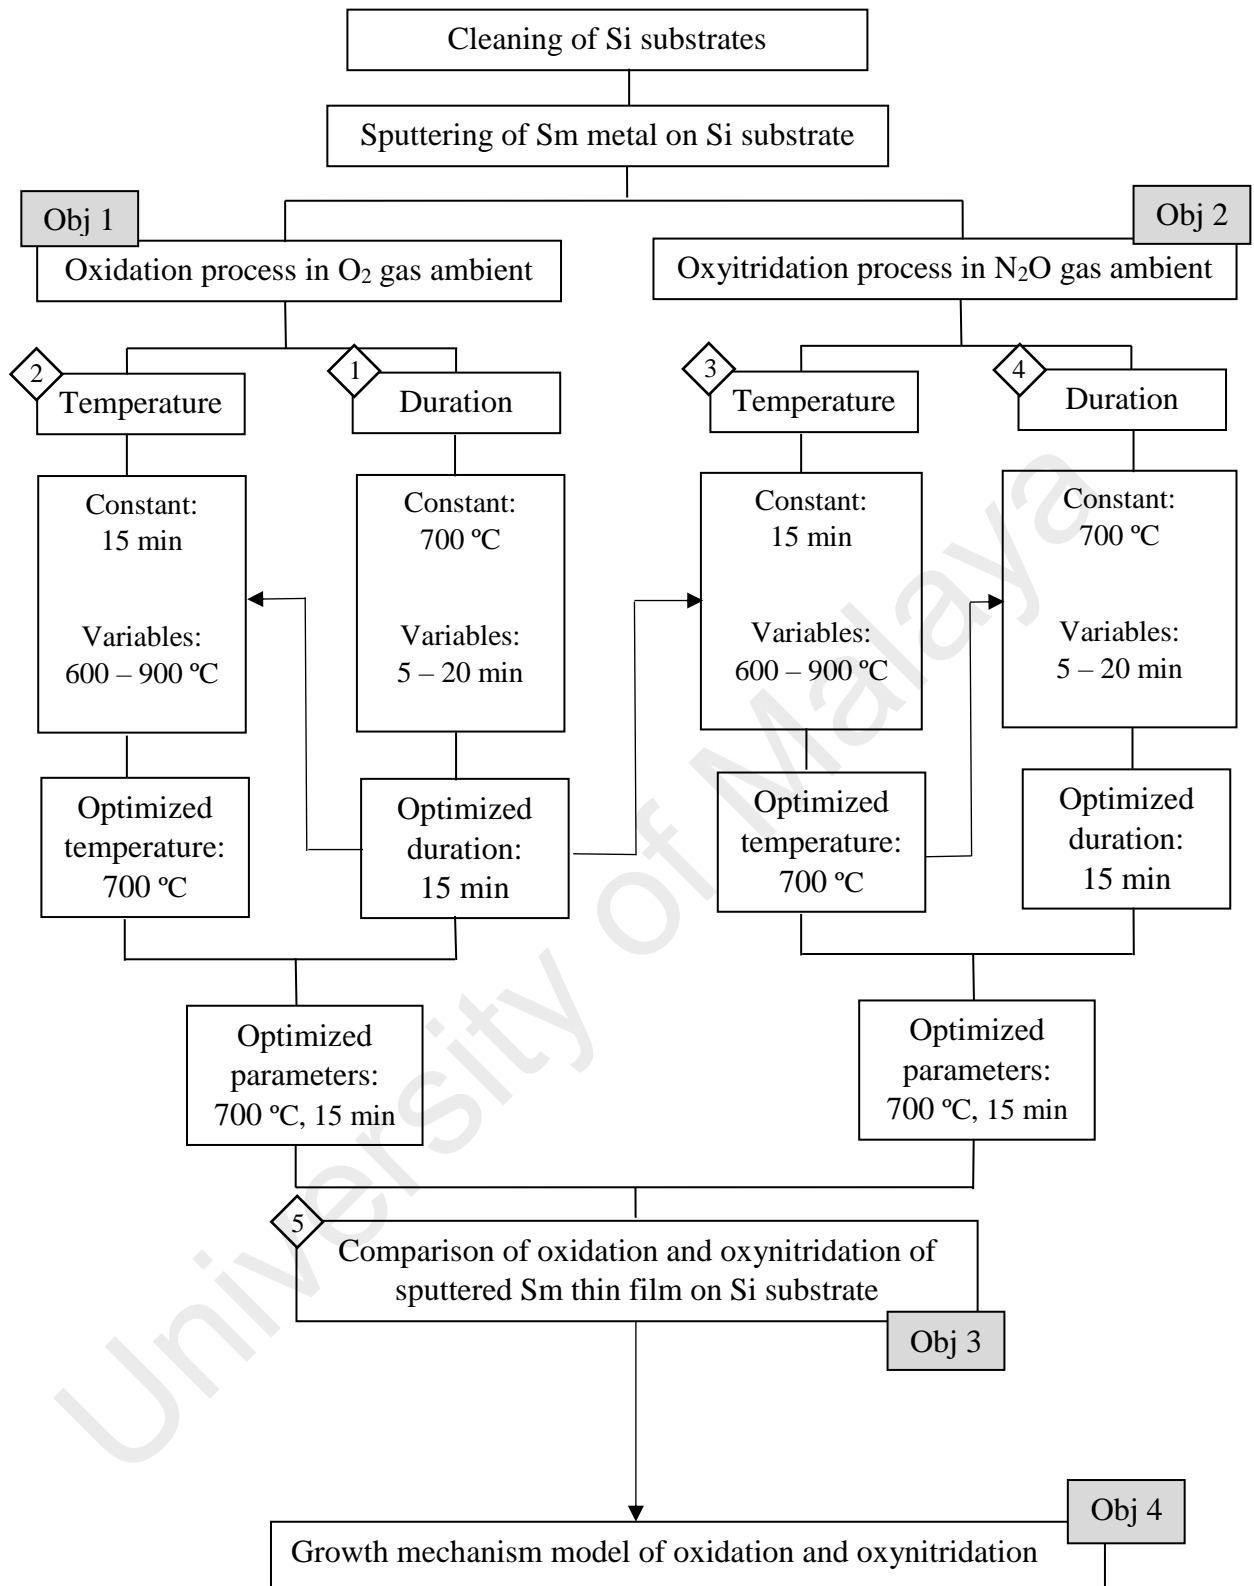 Cleaning of Si substrates
Sputtering of Sm metal on Si substrate
Obj 1
Obj 2
Oxidation process in O₂ gas ambient
Oxyitridation process in N₂O gas ambient
2
Temperature
1
Duration
3
Temperature
4
Duration
Constant:
15 min
Variables:
600 – 900 ºC
Constant:
700 ºC
Variables:
5 – 20 min
Constant:
15 min
Variables:
600 – 900 ºC
Constant:
700 ºC
Variables:
5 – 20 min
Optimized
temperature:
700 ºC
Optimized
duration:
15 min
Optimized
temperature:
700 ºC
Optimized
duration:
15 min
Optimized
parameters:
700 ºC, 15 min
Optimized
parameters:
700 ºC, 15 min
5
Comparison of oxidation and oxynitridation of
sputtered Sm thin film on Si substrate
Obj 3
Obj 4
Growth mechanism model of oxidation and oxynitridation
University of Malaya